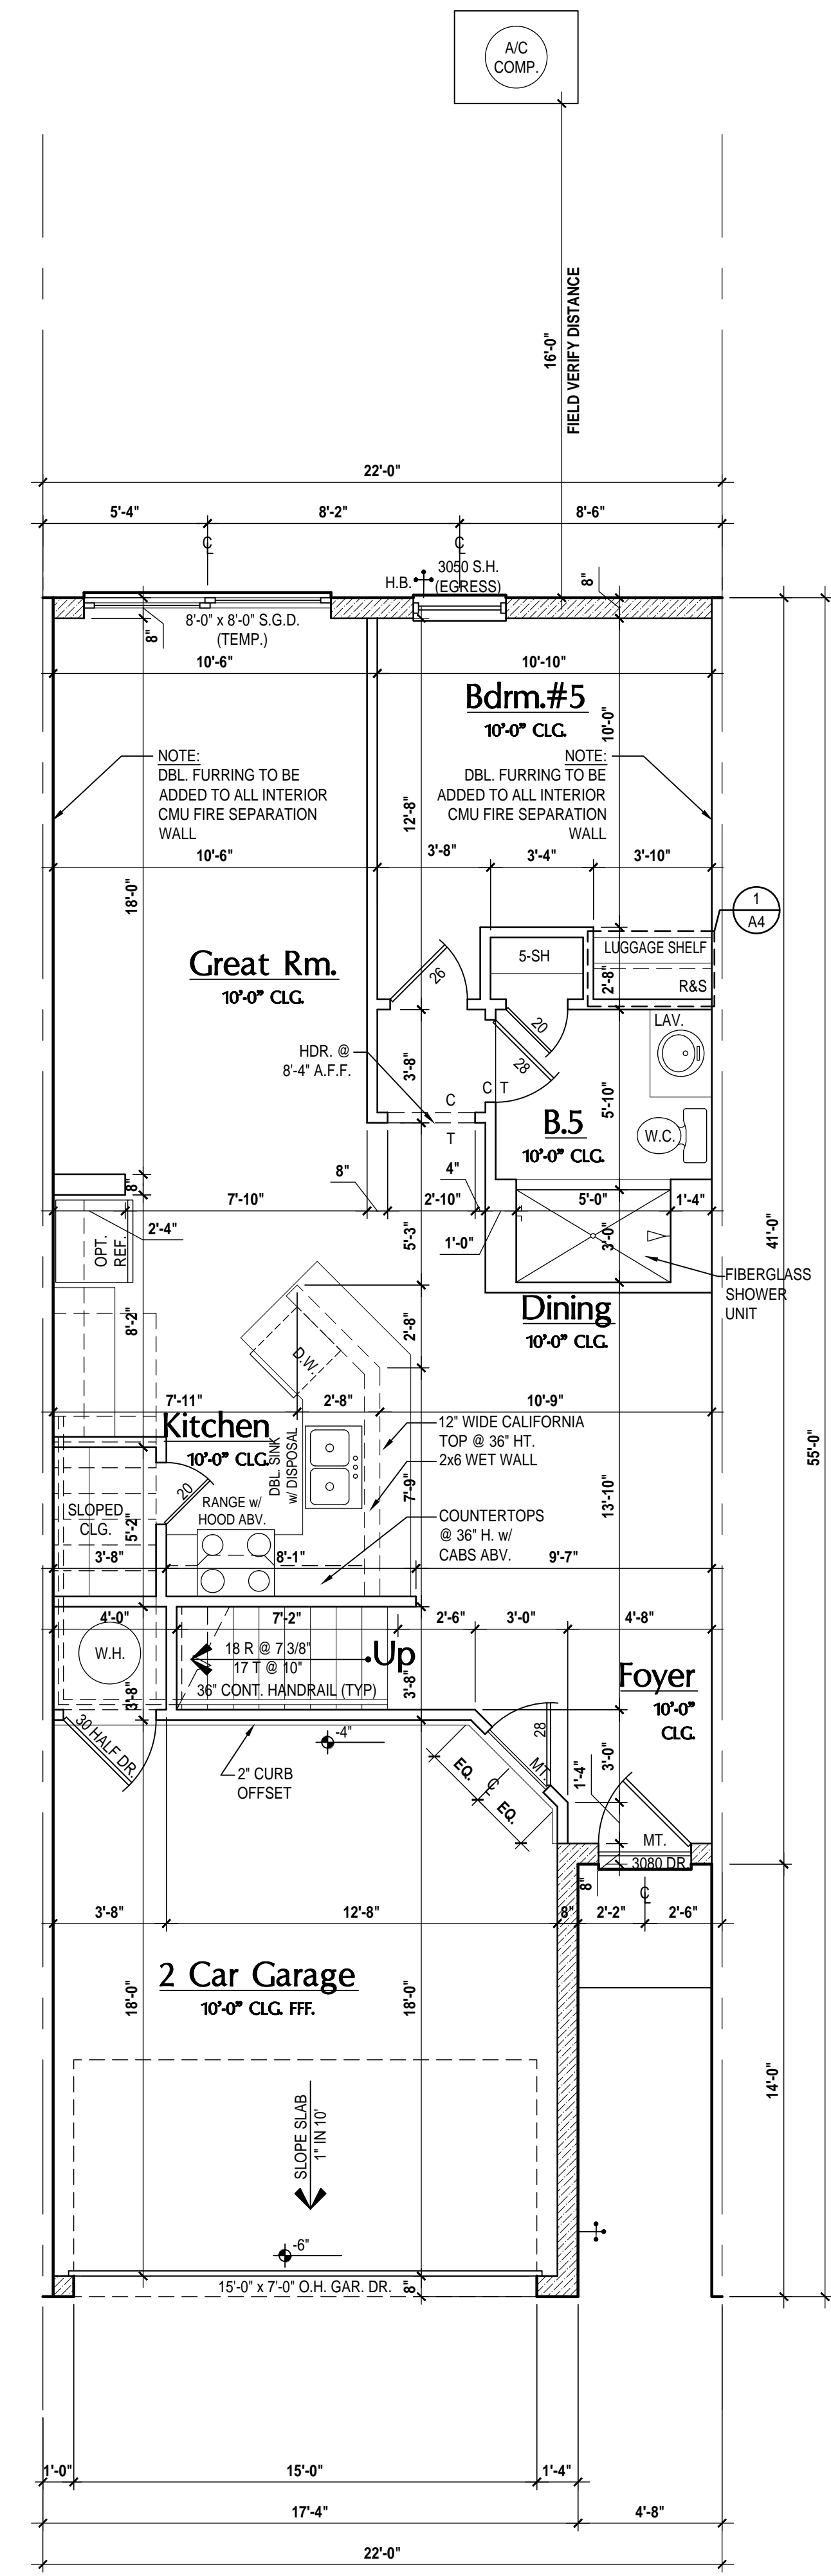 A/C
COMP.
16'-0"
FIELD VERIFY DISTANCE
22'-0"
5'-4"
8'-2"
8'-6"
℄
℄
H.B.
3050 S.H.
(EGRESS)
8"
8'-0" x 8'-0" S.G.D.
(TEMP.)
8"
10'-6"
10'-10"
Bdrm.#5
10'-0" CLG.
10'-0"
NOTE:
DBL. FURRING TO BE
ADDED TO ALL INTERIOR
CMU FIRE SEPARATION
WALL
NOTE:
DBL. FURRING TO BE
ADDED TO ALL INTERIOR
CMU FIRE SEPARATION
WALL
12'-8"
10'-6"
3'-8"
3'-4"
3'-10"
18'-0"
1
A4
Great Rm.
10'-0" CLG.
5-SH
LUGGAGE SHELF
2'-8"
R&S
26
20
28
LAV.
HDR. @
8'-4" A.F.F.
3'-8"
C
T
C T
5'-10"
B.5
10'-0" CLG.
W.C.
8"
7'-10"
8"
2'-10"
4"
5'-0"
1'-4"
2'-4"
1'-0"
OPT.
REF.
5'-3"
3'-0"
41'-0"
FIBERGLASS
SHOWER
UNIT
Dining
10'-0" CLG.
8'-2"
2'-8"
D.W.
7'-11"
2'-8"
10'-9"
Kitchen
10'-0" CLG.
DBL. SINK
w/ DISPOSAL
12" WIDE CALIFORNIA
TOP @ 36" HT.
2x6 WET WALL
55'-0"
7'-9"
13'-10"
20
RANGE w/
HOOD ABV.
SLOPED
CLG.
5'-2"
COUNTERTOPS
@ 36" H. w/
CABS ABV.
3'-8"
8'-1"
9'-7"
4'-0"
7'-2"
2'-6"
3'-0"
4'-8"
W.H.
18 R @ 7 3/8"
17 T @ 10"
Up
36" CONT. HANDRAIL (TYP)
3'-8"
3'-8"
Foyer
10'-0"
CLG.
30 HALF DR.
-4"
28
MT.
2" CURB
OFFSET
EQ.
℄
EQ.
1'-4"
3'-0"
MT.
3080 DR.
8"
℄
3'-8"
12'-8"
8"
2'-2"
2'-6"
2 Car Garage
10'-0" CLG. FFF.
18'-0"
18'-0"
14'-0"
SLOPE SLAB
1" IN 10'
-6"
15'-0" x 7'-0" O.H. GAR. DR.
8"
1'-0"
15'-0"
1'-4"
17'-4"
4'-8"
22'-0"